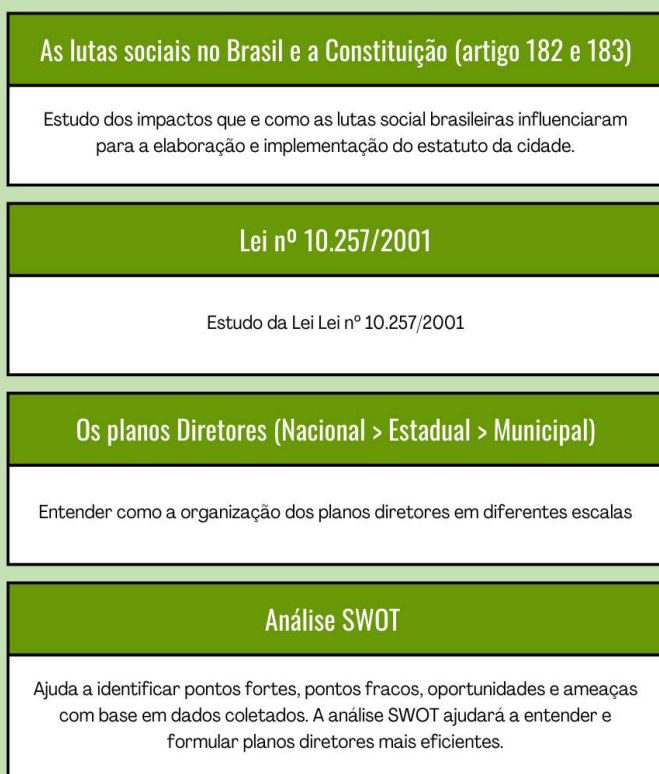 As lutas sociais no Brasil e a Constituição (artigo 182 e 183)
Estudo dos impactos que e como as lutas social brasileiras influenciaram
para a elaboração e implementação do estatuto da cidade.
Lei nº 10.257/2001
Estudo da Lei Lei nº 10.257/2001
Os planos Diretores (Nacional > Estadual > Municipal)
Entender como a organização dos planos diretores em diferentes escalas
Análise SWOT
Ajuda a identificar pontos fortes, pontos fracos, oportunidades e ameaças
com base em dados coletados. A análise SWOT ajudará a entender e
formular planos diretores mais eficientes.